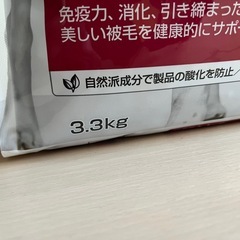 免疫力、消化、引き締まった
美しい被毛を健康的にサポ
自然派成分で製品の酸化を防止
3.3kg